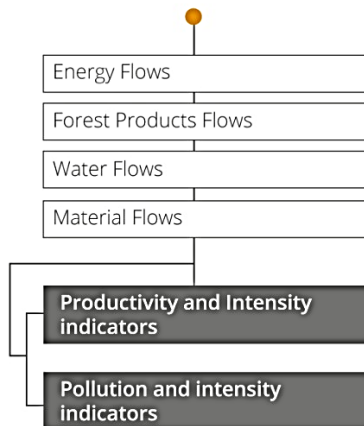 Energy Flows
Forest Products Flows
Water Flows
Material Flows
Productivity and Intensity
indicators
Pollution and intensity
indicators